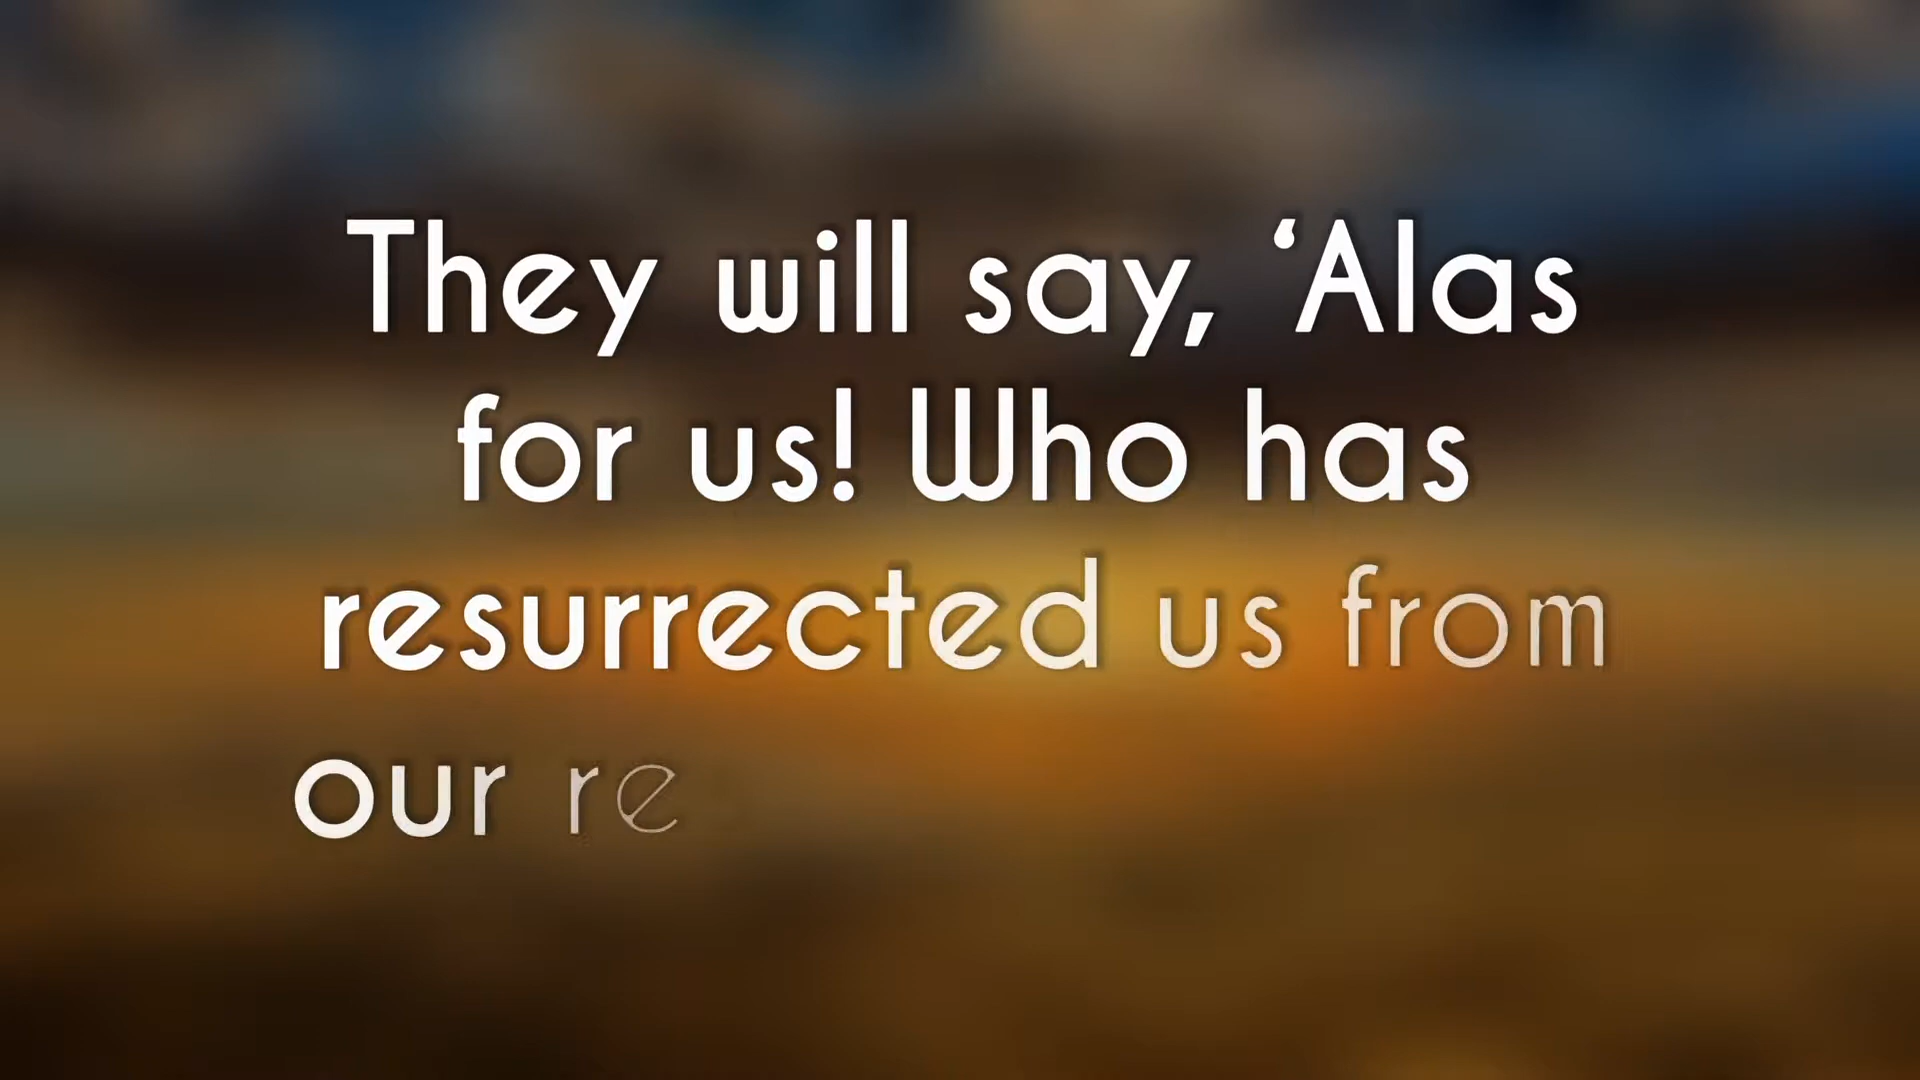 They will say, ‘Alas
for us! Who has
resurrected us from
our re